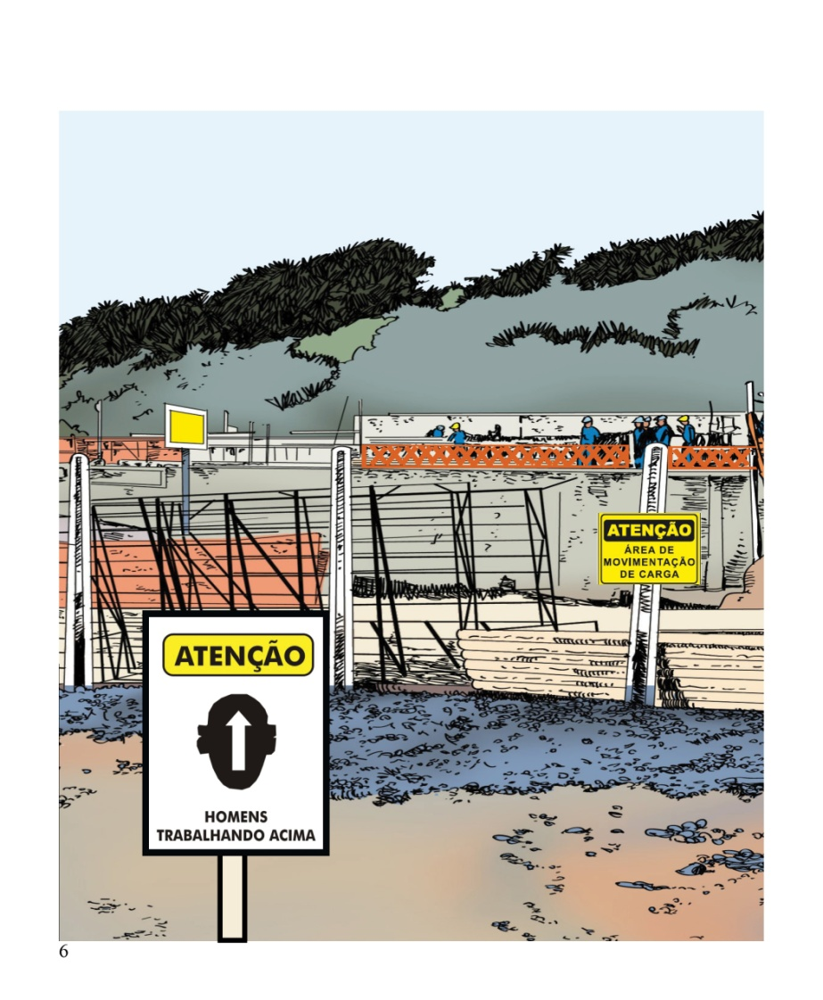 ATENÇÃO
ÁREA DE
MOVIMENTAÇÃO
DE CARGA
ATENÇÃO
HOMENS
TRABALHANDO ACIMA
6